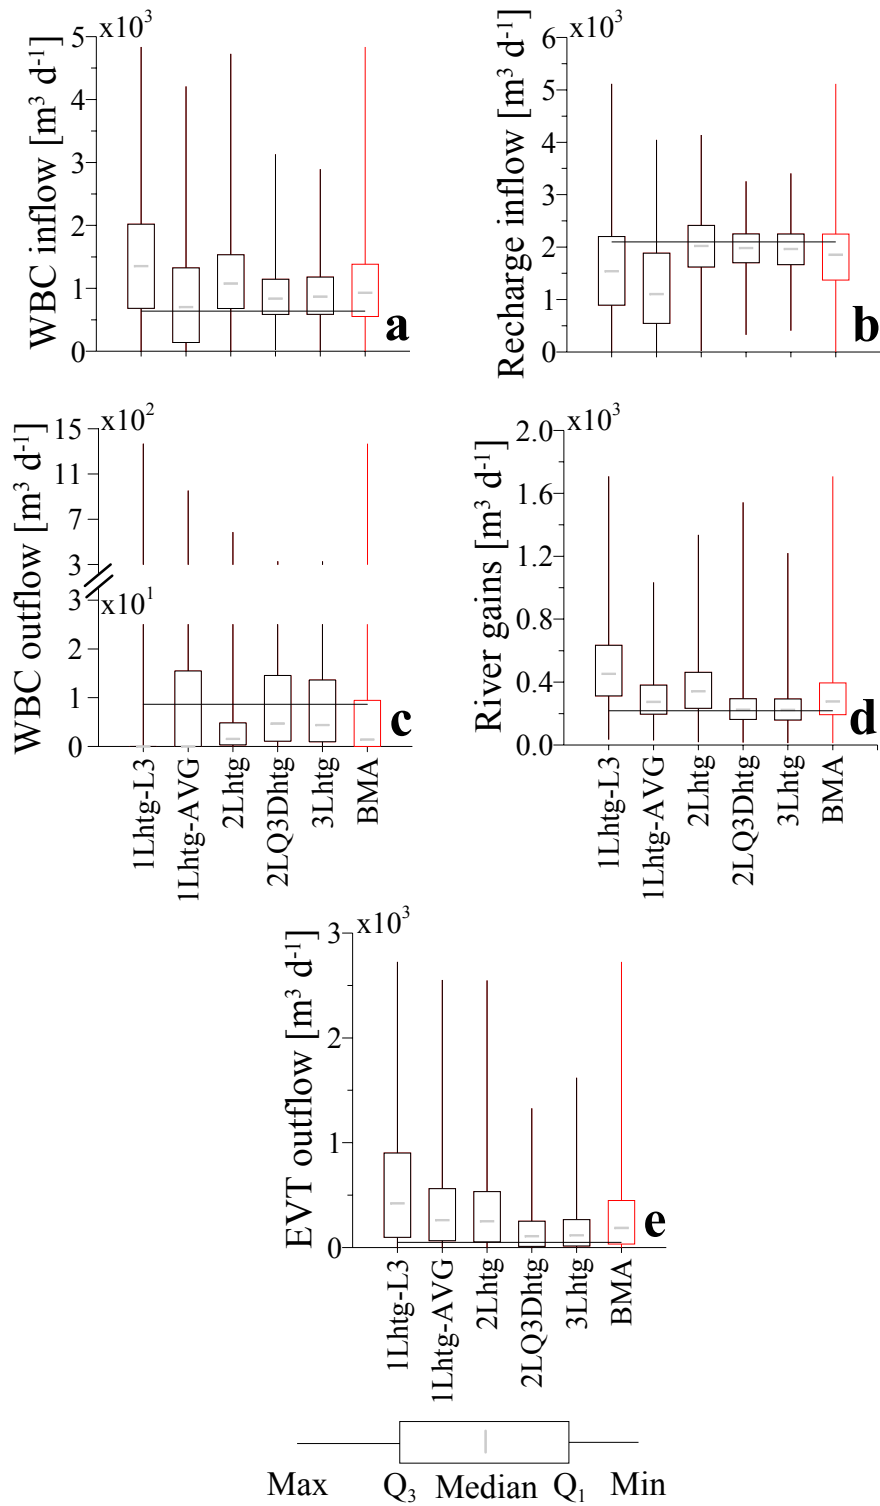 x10³
WBC inflow [m³ d⁻¹]
5
4
3
2
1
0
a
x10³
Recharge inflow [m³ d⁻¹]
6
5
4
3
2
1
0
b
x10²
WBC outflow [m³ d⁻¹]
15
11
7
3
x10¹
3
2
1
0
c
1Lhtg-L3
1Lhtg-AVG
2Lhtg
2LQ3Dhtg
3Lhtg
BMA
x10³
River gains [m³ d⁻¹]
2.0
1.6
1.2
0.8
0.4
0.0
d
1Lhtg-L3
1Lhtg-AVG
2Lhtg
2LQ3Dhtg
3Lhtg
BMA
x10³
EVT outflow [m³ d⁻¹]
3
2
1
0
e
1Lhtg-L3
1Lhtg-AVG
2Lhtg
2LQ3Dhtg
3Lhtg
BMA
Max Q₃ Median Q₁ Min